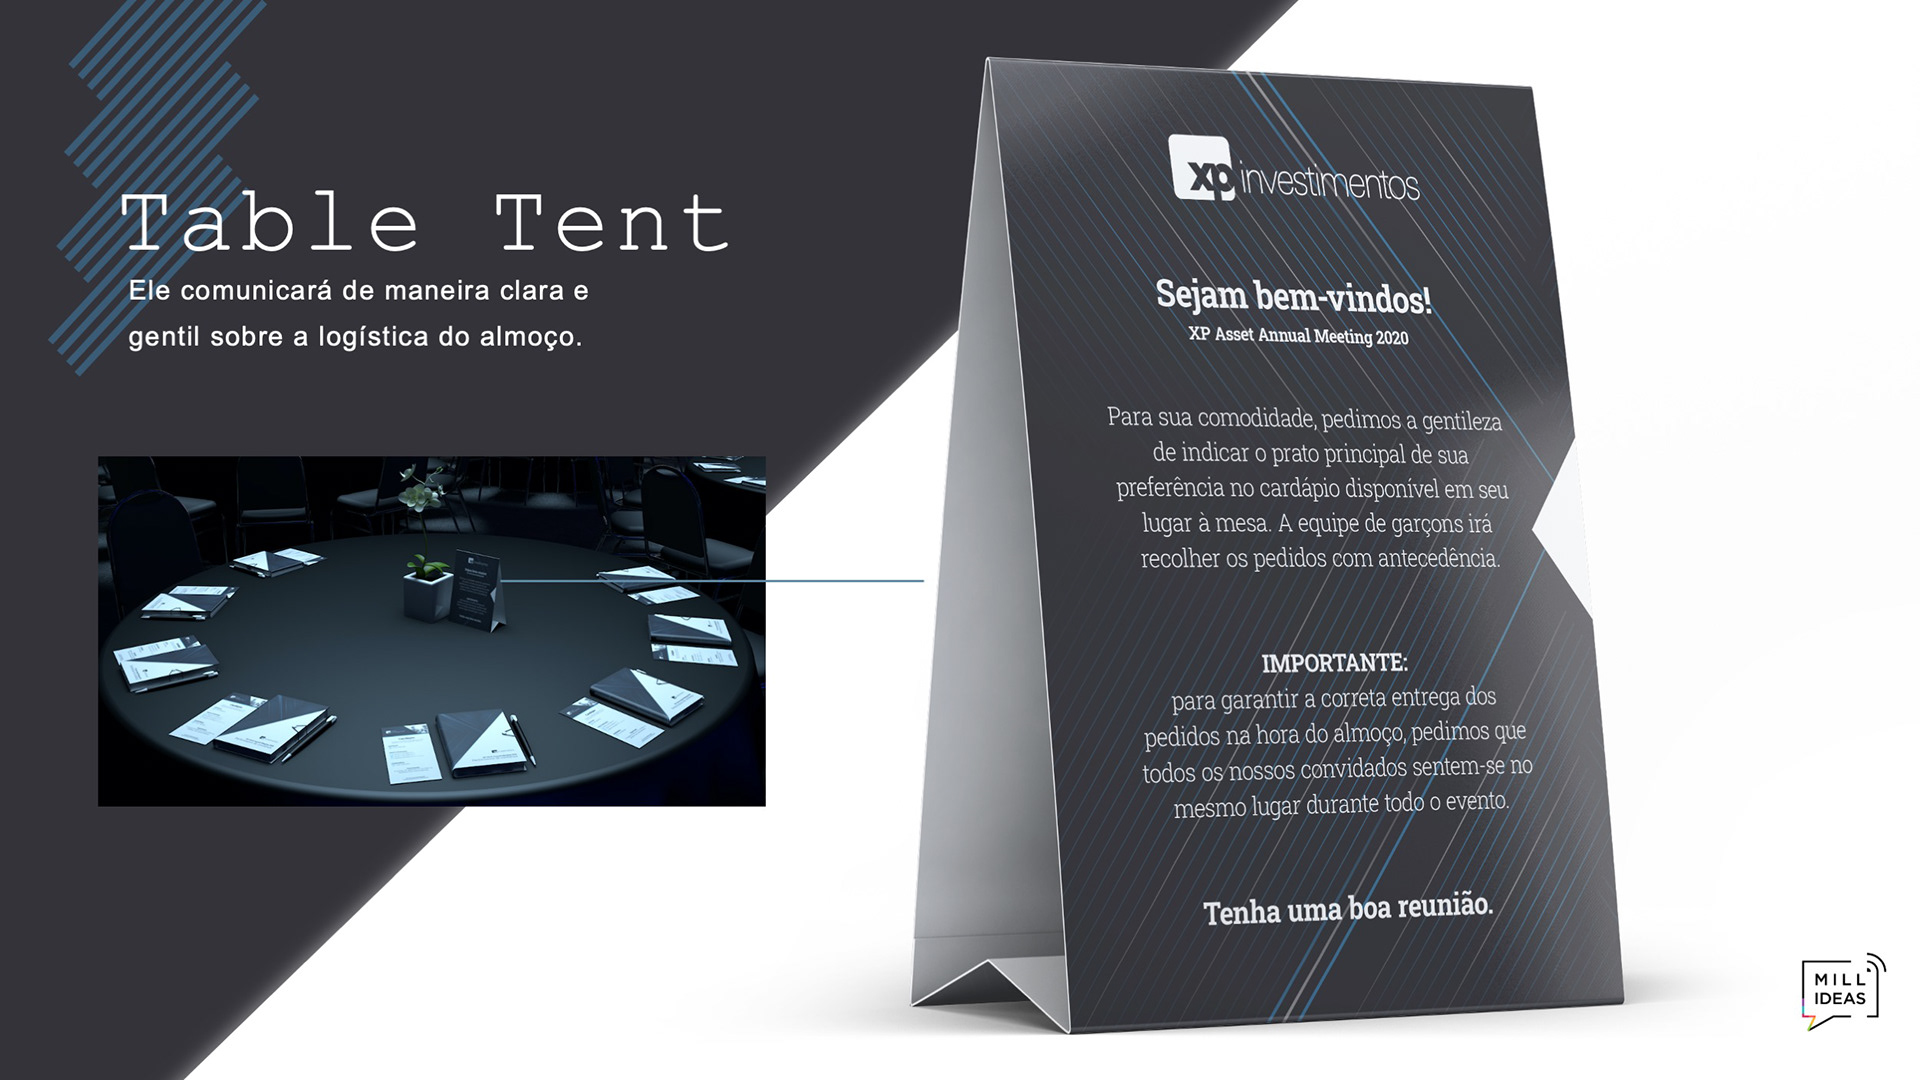 Table Tent
Ele comunicará de maneira clara e
gentil sobre a logística do almoço.
xp investimentos
Sejam bem-vindos!
XP Asset Annual Meeting 2020
Para sua comodidade, pedimos a gentileza
de indicar o prato principal de sua
preferência no cardápio disponível em seu
lugar à mesa. A equipe de garçons irá
recolher os pedidos com antecedência.
IMPORTANTE:
para garantir a correta entrega dos
pedidos na hora do almoço, pedimos que
todos os nossos convidados sentem-se no
mesmo lugar durante todo o evento.
Tenha uma boa reunião.
MILL
IDEAS